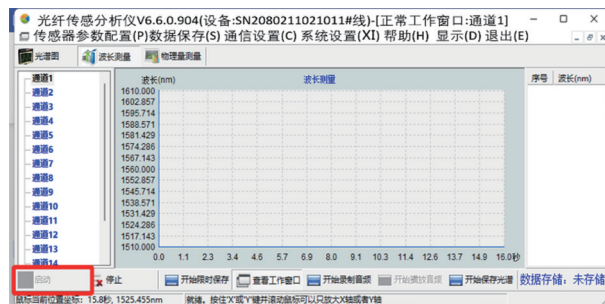 光纤传感分析仪V6.6.0.904(设备:SN2080211021011#线)-[正常工作窗口:通道1]
传感器参数配置(P)数据保存(S)通信设置(C)系统设置(XI)帮助(H) 显示(D)退出(E)
光谱图 波长测量 物理量测量
通道1
通道2
通道3
通道4
通道5
通道6
通道7
通道8
通道9
通道10
通道11
通道12
通道13
通道14
波长(nm) 波长测量
1610.000
1602.857
1595.714
1588.571
1581.429
1574.286
1567.143
1560.000
1552.857
1545.714
1538.571
1531.429
1524.286
1517.143
1510.000
0.0 1.1 2.3 3.4 4.6 5.7 6.9 8.0 9.1 10.3 11.4 12.6 13.7 14.9 16.0秒
序号 波长(nm)
启动 停止 开始限时保存 查看工作窗口 开始录制音频 开始播放音频 开始保存光谱 数据存储: 未存储
鼠标当前位置坐标: 15.8秒, 1525.455nm 就绪。按住'X'或'Y'键并滚动鼠标可以只放大X轴或者Y轴